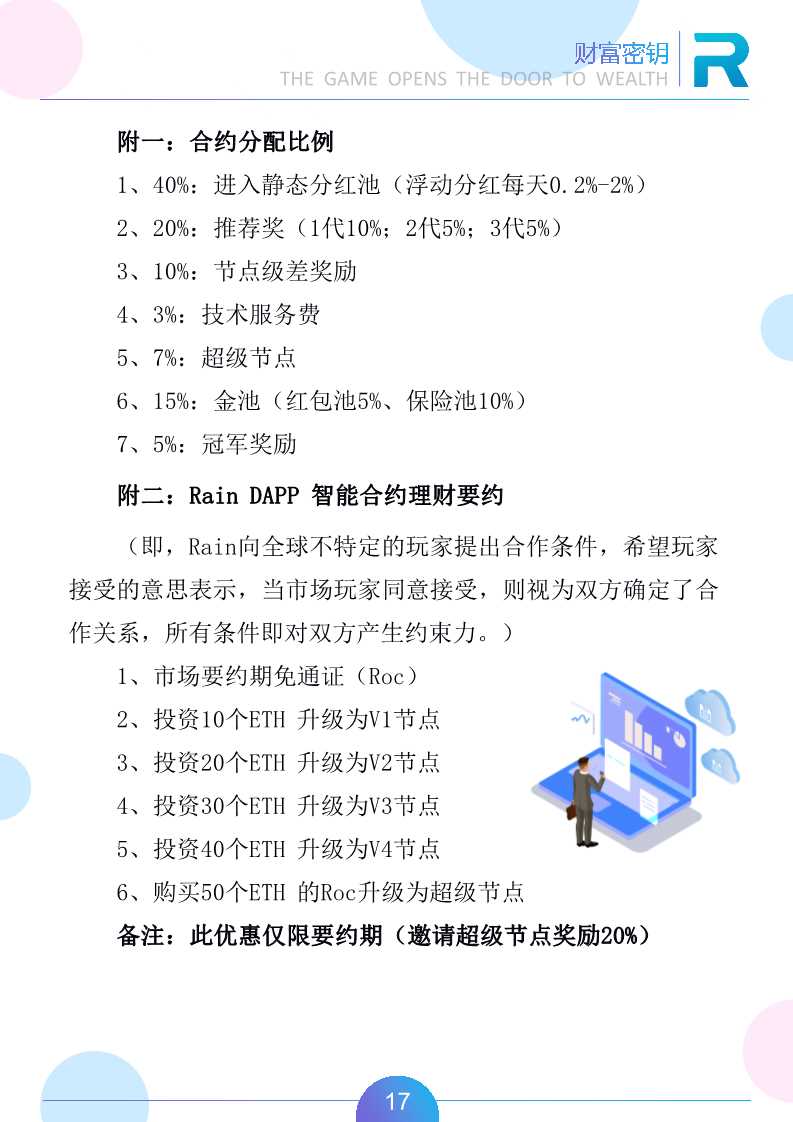 财富密钥
THE GAME OPENS THE DOOR TO WEALTH
附一：合约分配比例
1、40%：进入静态分红池（浮动分红每天0.2%-2%）
2、20%：推荐奖（1代10%；2代5%；3代5%）
3、10%：节点级差奖励
4、3%：技术服务费
5、7%：超级节点
6、15%：金池（红包池5%、保险池10%）
7、5%：冠军奖励
附二：Rain DAPP 智能合约理财要约
（即，Rain向全球不特定的玩家提出合作条件，希望玩家
接受的意思表示，当市场玩家同意接受，则视为双方确定了合
作关系，所有条件即对双方产生约束力。）
1、市场要约期免通证（Roc）
2、投资10个ETH 升级为V1节点
3、投资20个ETH 升级为V2节点
4、投资30个ETH 升级为V3节点
5、投资40个ETH 升级为V4节点
6、购买50个ETH 的Roc升级为超级节点
备注：此优惠仅限要约期（邀请超级节点奖励20%）
17